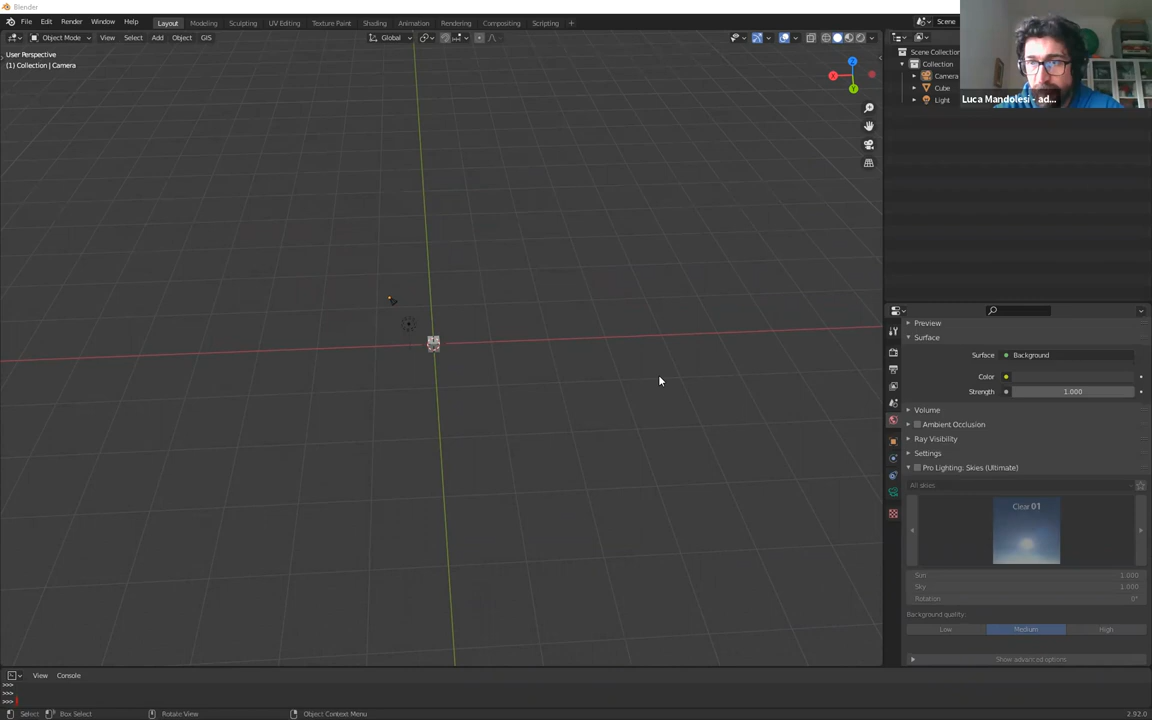 Blender
File Edit Render Window Help
Layout Modeling Sculpting UV Editing Texture Paint Shading Animation Rendering Compositing Scripting +
Scene
Object Mode View Select Add Object GIS
Global
User Perspective
(1) Collection | Camera
X
Y
Z
Scene Collection
Collection
Camera
Cube
Light
Luca Mandolesi - ad...
Preview
Surface
Surface Background
Color
Strength 1.000
Volume
Ambient Occlusion
Ray Visibility
Settings
Pro Lighting: Skies (Ultimate)
All skies
Clear 01
Sun 1.000
Sky 1.000
Rotation 0°
Background quality:
Low Medium High
Show advanced options
View Console
>>>
>>>
>>>
Select Box Select Rotate View Object Context Menu
2.92.0